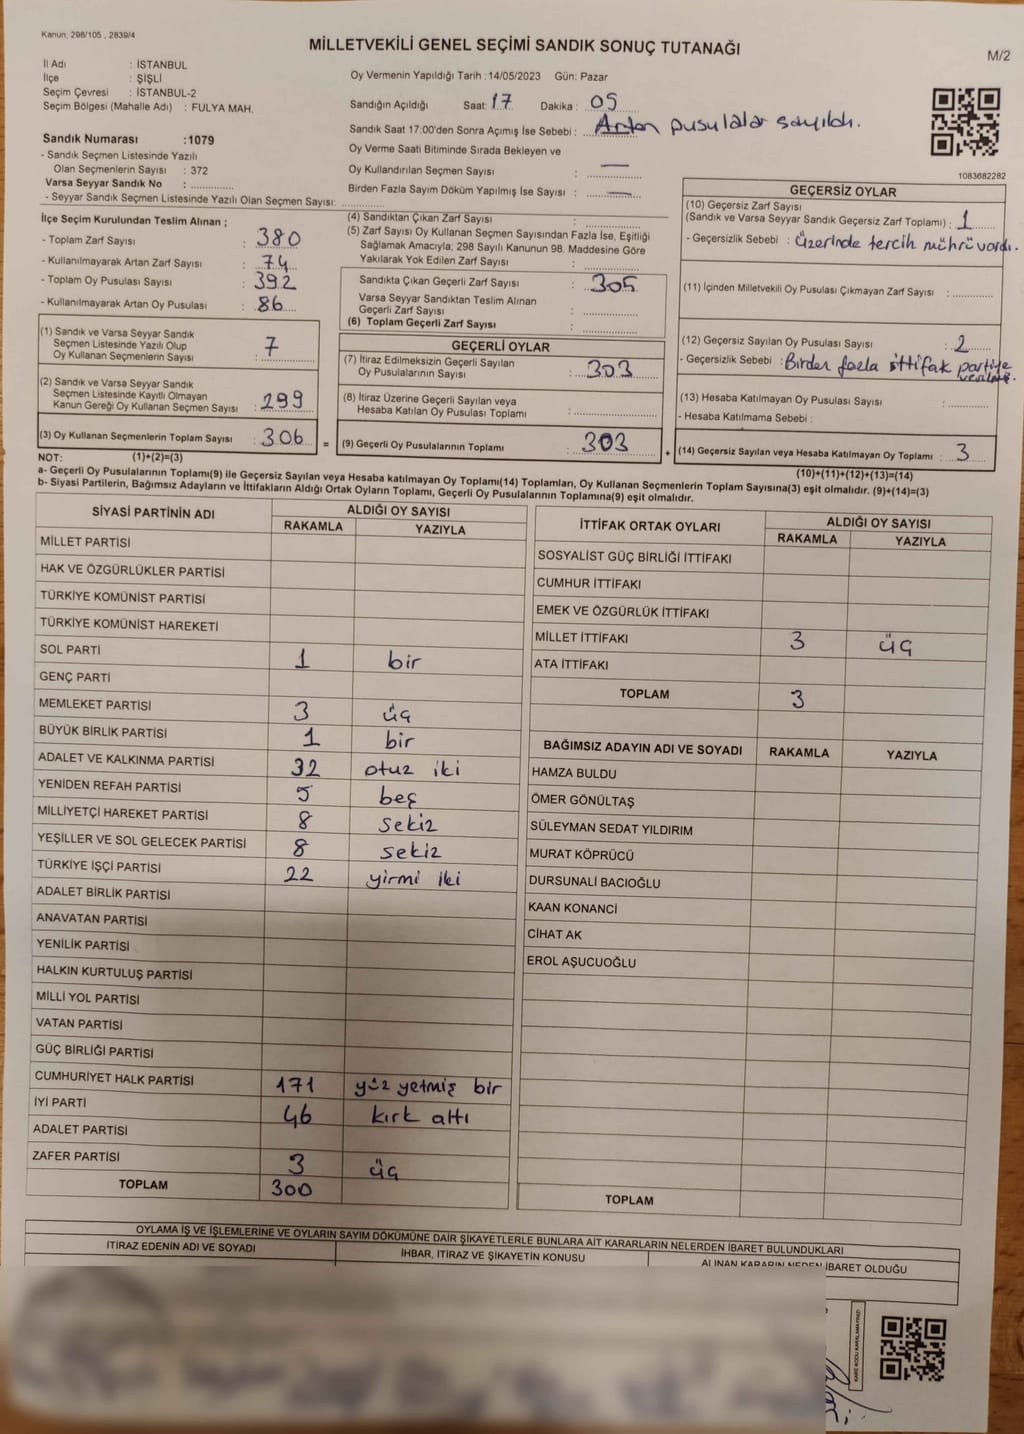 Kanun; 298/105 , 2839/4
MİLLETVEKİLİ GENEL SEÇİMİ SANDIK SONUÇ TUTANAĞI
M/2
İl Adı : İSTANBUL
İlçe : ŞİŞLİ
Seçim Çevresi : İSTANBUL-2
Seçim Bölgesi (Mahalle Adı) : FULYA MAH.
Oy Vermenin Yapıldığı Tarih : 14/05/2023 Gün: Pazar
Sandığın Açıldığı Saat: 17 Dakika : 05
Sandık Saat 17:00'den Sonra Açımış İse Sebebi : Artan pusulalar sayıldı.
Oy Verme Saati Bitiminde Sırada Bekleyen ve
Oy Kullandırılan Seçmen Sayısı : —
Birden Fazla Sayım Döküm Yapılmış İse Sayısı : —
Sandık Numarası :1079
- Sandık Seçmen Listesinde Yazılı
Olan Seçmenlerin Sayısı : 372
Varsa Seyyar Sandık No : ............
- Seyyar Sandık Seçmen Listesinde Yazılı Olan Seçmen Sayısı: ............
1083682282
İlçe Seçim Kurulundan Teslim Alınan ;
- Toplam Zarf Sayısı : 380
- Kullanılmayarak Artan Zarf Sayısı : 74
- Toplam Oy Pusulası Sayısı : 392
- Kullanılmayarak Artan Oy Pusulası : 86
(1) Sandık ve Varsa Seyyar Sandık
Seçmen Listesinde Yazılı Olup
Oy Kullanan Seçmenlerin Sayısı : 7
(2) Sandık ve Varsa Seyyar Sandık
Seçmen Listesinde Kayıtlı Olmayan
Kanun Gereği Oy Kullanan Seçmen Sayısı : 299
(3) Oy Kullanan Seçmenlerin Toplam Sayısı : 306 =
(4) Sandıktan Çıkan Zarf Sayısı : ............
(5) Zarf Sayısı Oy Kullanan Seçmen Sayısından Fazla İse, Eşitliği
Sağlamak Amacıyla; 298 Sayılı Kanunun 98. Maddesine Göre
Yakılarak Yok Edilen Zarf Sayısı : ............
Sandıkta Çıkan Geçerli Zarf Sayısı : 305
Varsa Seyyar Sandıktan Teslim Alınan
Geçerli Zarf Sayısı : ............
(6) Toplam Geçerli Zarf Sayısı : ............
GEÇERLİ OYLAR
(7) İtiraz Edilmeksizin Geçerli Sayılan
Oy Pusulalarının Sayısı : 303
(8) İtiraz Üzerine Geçerli Sayılan veya
Hesaba Katılan Oy Pusulası Toplamı : ............
(9) Geçerli Oy Pusulalarının Toplamı : 303 +
GEÇERSİZ OYLAR
(10) Geçersiz Zarf Sayısı
(Sandık ve Varsa Seyyar Sandık Geçersiz Zarf Toplamı) : 1
- Geçersizlik Sebebi : Üzerinde tercih mührü vardı.
(11) İçinden Milletvekili Oy Pusulası Çıkmayan Zarf Sayısı : ............
(12) Geçersiz Sayılan Oy Pusulası Sayısı : 2
- Geçersizlik Sebebi : Birden fazla ittifak partiye
(13) Hesaba Katılmayan Oy Pusulası Sayısı : ............
- Hesaba Katılmama Sebebi :
(14) Geçersiz Sayılan veya Hesaba Katılmayan Oy Toplamı : 3
NOT: (1)+(2)=(3)
(10)+(11)+(12)+(13)=(14)
a- Geçerli Oy Pusulalarının Toplamı(9) ile Geçersiz Sayılan veya Hesaba katılmayan Oy Toplamı(14) Toplamları, Oy Kullanan Seçmenlerin Toplam Sayısına(3) eşit olmalıdır. (9)+(14)=(3)
b- Siyasi Partilerin, Bağımsız Adayların ve İttifakların Aldığı Ortak Oyların Toplamı, Geçerli Oy Pusulalarının Toplamına(9) eşit olmalıdır.
SİYASİ PARTİNİN ADI ALDIĞI OY SAYISI
RAKAMLA YAZIYLA
MİLLET PARTİSİ
HAK VE ÖZGÜRLÜKLER PARTİSİ
TÜRKİYE KOMÜNİST PARTİSİ
TÜRKİYE KOMÜNİST HAREKETİ
SOL PARTİ 1 bir
GENÇ PARTİ
MEMLEKET PARTİSİ 3 üç
BÜYÜK BİRLİK PARTİSİ 1 bir
ADALET VE KALKINMA PARTİSİ 32 otuz iki
YENİDEN REFAH PARTİSİ 5 beş
MİLLİYETÇİ HAREKET PARTİSİ 8 sekiz
YEŞİLLER VE SOL GELECEK PARTİSİ 8 sekiz
TÜRKİYE İŞÇİ PARTİSİ 22 yirmi iki
ADALET BİRLİK PARTİSİ
ANAVATAN PARTİSİ
YENİLİK PARTİSİ
HALKIN KURTULUŞ PARTİSİ
MİLLİ YOL PARTİSİ
VATAN PARTİSİ
GÜÇ BİRLİĞİ PARTİSİ
CUMHURİYET HALK PARTİSİ 171 yüz yetmiş bir
İYİ PARTİ 46 kırk altı
ADALET PARTİSİ
ZAFER PARTİSİ 3 üç
TOPLAM 300
İTTİFAK ORTAK OYLARI ALDIĞI OY SAYISI
RAKAMLA YAZIYLA
SOSYALİST GÜÇ BİRLİĞİ İTTİFAKI
CUMHUR İTTİFAKI
EMEK VE ÖZGÜRLÜK İTTİFAKI
MİLLET İTTİFAKI 3 üç
ATA İTTİFAKI
TOPLAM 3
BAĞIMSIZ ADAYIN ADI VE SOYADI RAKAMLA YAZIYLA
HAMZA BULDU
ÖMER GÖNÜLTAŞ
SÜLEYMAN SEDAT YILDIRIM
MURAT KÖPRÜCÜ
DURSUNALİ BACIOĞLU
KAAN KONANCİ
CİHAT AK
EROL AŞUCUOĞLU
TOPLAM
OYLAMA İŞ VE İŞLEMLERİNE VE OYLARIN SAYIM DÖKÜMÜNE DAİR ŞİKAYETLERLE BUNLARA AİT KARARLARIN NELERDEN İBARET BULUNDUKLARI
İTİRAZ EDENİN ADI VE SOYADI İHBAR, İTİRAZ VE ŞİKAYETİN KONUSU ALINAN KARARIN NEDEN İBARET OLDUĞU